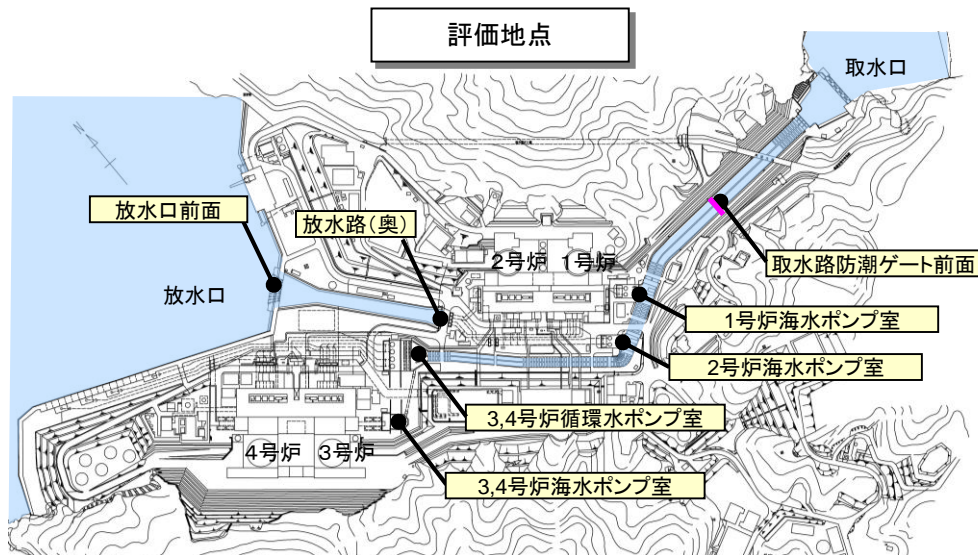 評価地点
取水口
放水口前面
放水路(奥)
2号炉
1号炉
取水路防潮ゲート前面
放水口
1号炉海水ポンプ室
2号炉海水ポンプ室
3,4号炉循環水ポンプ室
4号炉
3号炉
3,4号炉海水ポンプ室